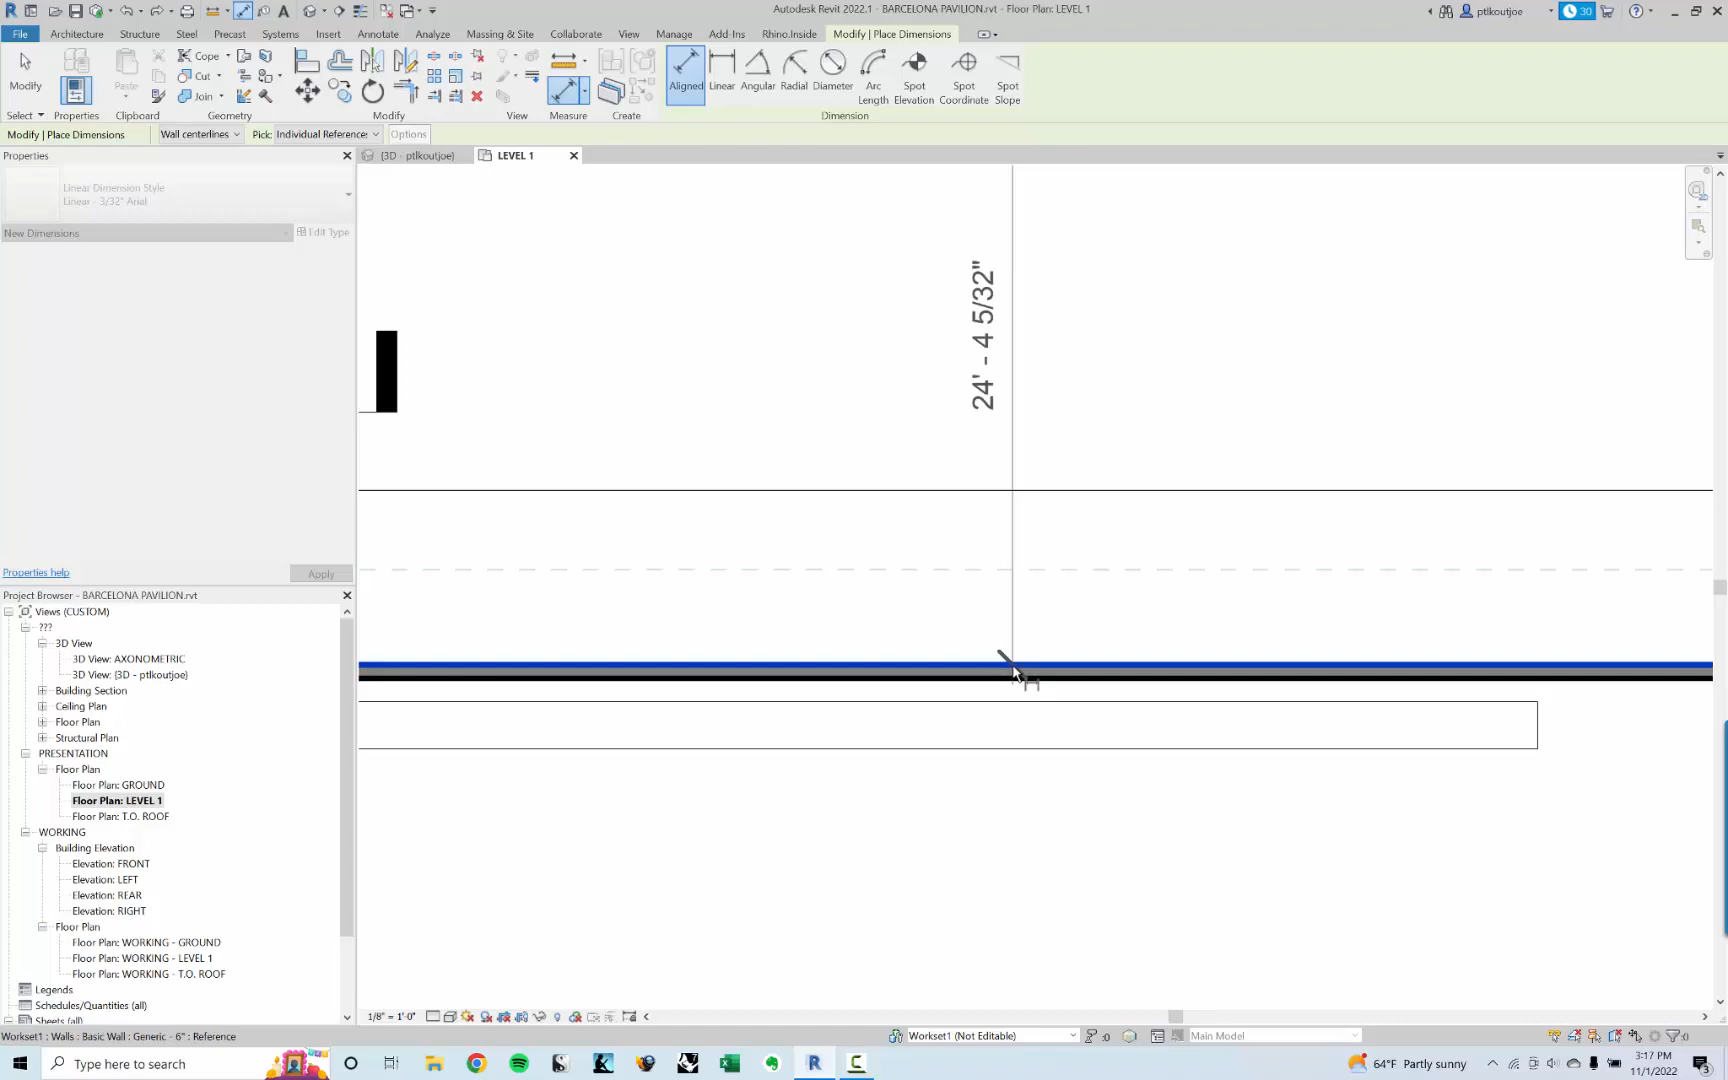 Autodesk Revit 2022.1 - BARCELONA PAVILION.rvt - Floor Plan: LEVEL 1
ptlkoutjoe
30
File
Architecture
Structure
Steel
Precast
Systems
Insert
Annotate
Analyze
Massing & Site
Collaborate
View
Manage
Add-Ins
Rhino.Inside
Modify | Place Dimensions
Modify
Paste
Cope
Cut
Join
Aligned
Linear
Angular
Radial
Diameter
Arc
Length
Spot
Elevation
Spot
Coordinate
Spot
Slope
Select
Properties
Clipboard
Geometry
Modify
View
Measure
Create
Dimension
Modify | Place Dimensions
Wall centerlines
Pick:
Individual Reference:
Options
Properties
{3D - ptlkoutjoe}
LEVEL 1
Linear Dimension Style
Linear - 3/32" Arial
New Dimensions
Edit Type
24' - 4 5/32"
Properties help
Apply
Project Browser - BARCELONA PAVILION.rvt
Views (CUSTOM)
???
3D View
3D View: AXONOMETRIC
3D View: {3D - ptlkoutjoe}
Building Section
Ceiling Plan
Floor Plan
Structural Plan
PRESENTATION
Floor Plan
Floor Plan: GROUND
Floor Plan: LEVEL 1
Floor Plan: T.O. ROOF
WORKING
Building Elevation
Elevation: FRONT
Elevation: LEFT
Elevation: REAR
Elevation: RIGHT
Floor Plan
Floor Plan: WORKING - GROUND
Floor Plan: WORKING - LEVEL 1
Floor Plan: WORKING - T.O. ROOF
Legends
Schedules/Quantities (all)
Sheets (all)
1/8" = 1'-0"
Workset1 : Walls : Basic Wall : Generic - 6" : Reference
Workset1 (Not Editable)
:0
Main Model
:0
Type here to search
64°F Partly sunny
3:17 PM
11/1/2022
3